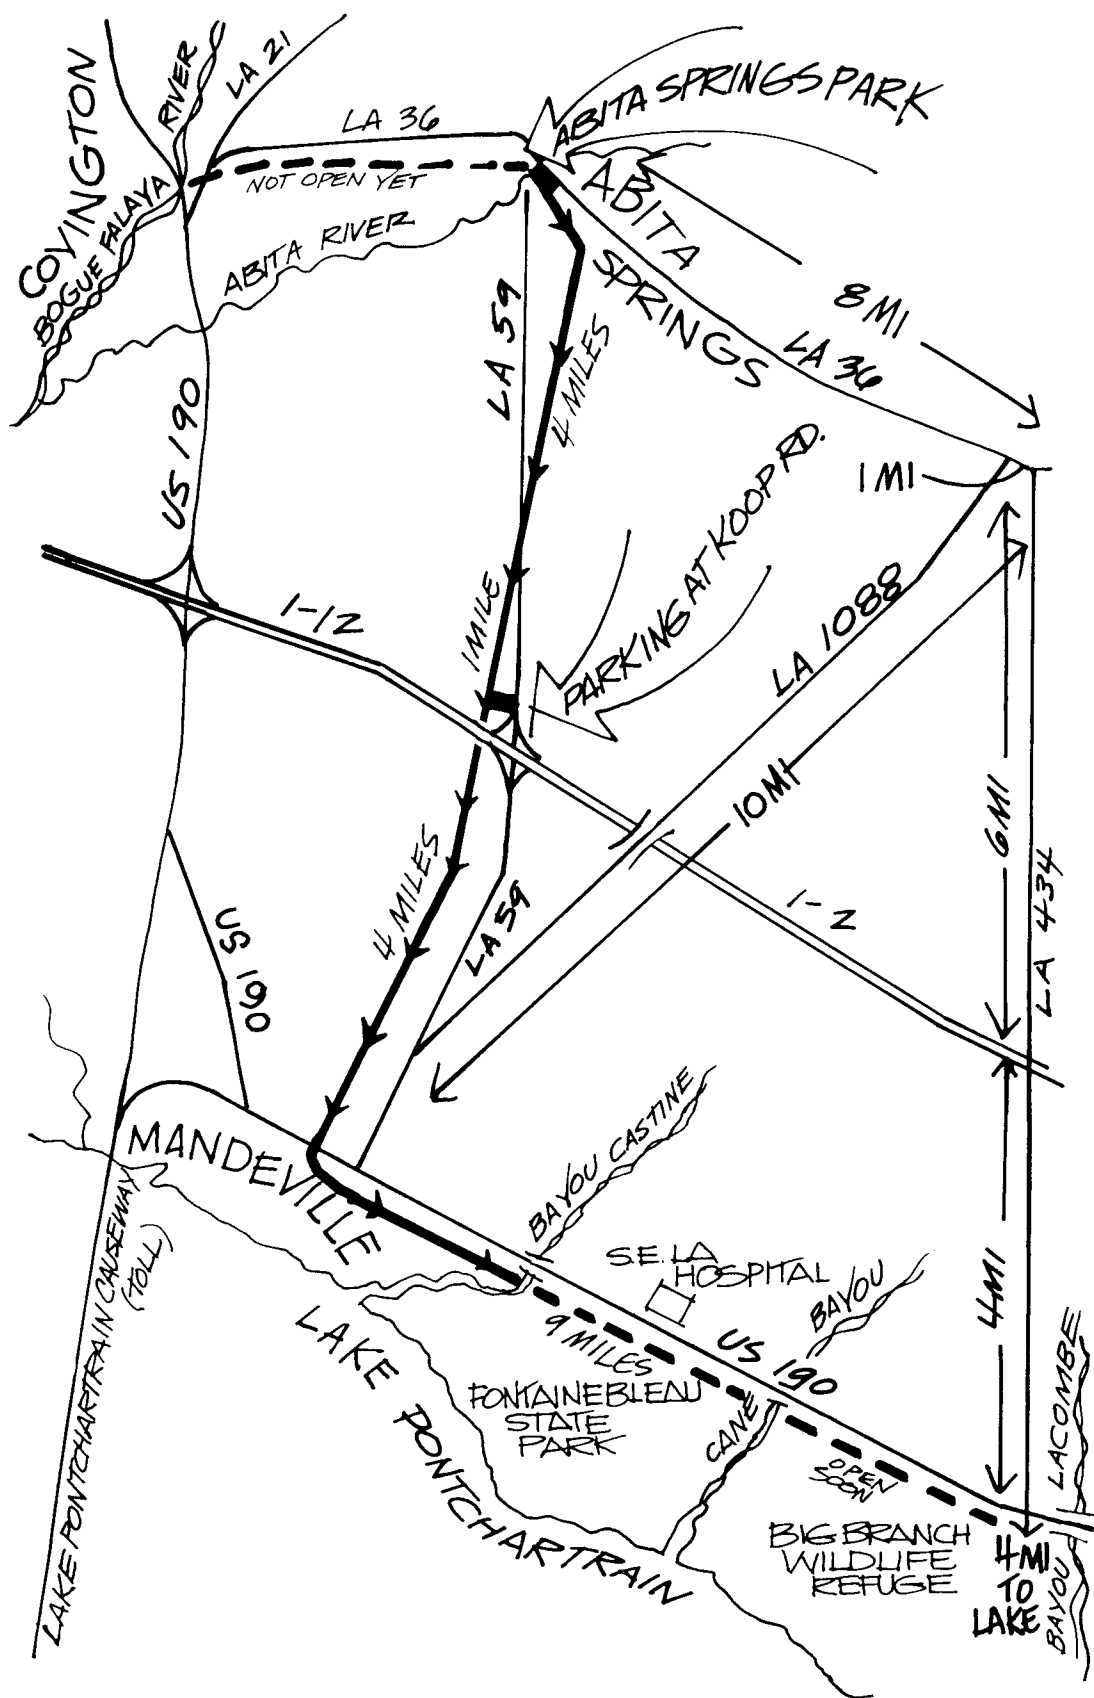 COVINGTON
RIVER
LA 21
BOGUE FALAYA
LA 36
NOT OPEN YET
ABITA SPRINGS PARK
ABITA
SPRINGS
ABITA RIVER
8 MI
LA 36
US 190
LA 59
4 MILES
1 MI
PARKING AT KOOP RD.
I-12
1 MILE
LA 1088
10 MI
6 MI
LA 434
4 MILES
LA 59
I-2
US 190
MANDEVILLE
BAYOU CASTINE
LAKE PONTCHARTRAIN CAUSEWAY
(TOLL)
S.E. LA
HOSPITAL
BAYOU
CANE
9 MILES
US 190
4 MI
LAKE PONTCHARTRAIN
FONTAINEBLEAU
STATE
PARK
OPEN
SOON
BIG BRANCH
WILDLIFE
REFUGE
4 MI
TO
LAKE
BAYOU LACOMBE